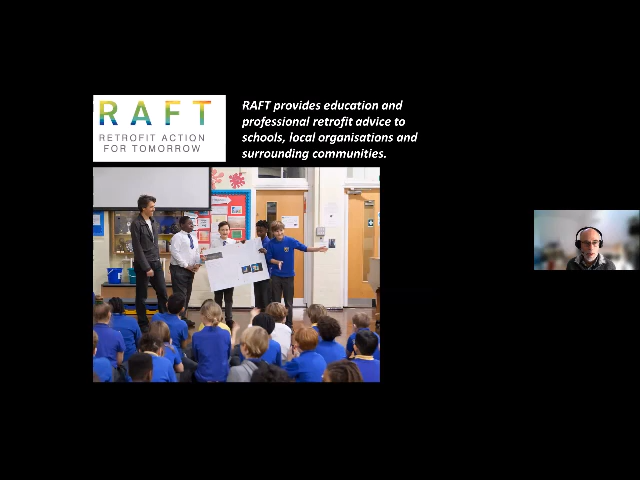 RAFT
RETROFIT ACTION
FOR TOMORROW
RAFT provides education and
professional retrofit advice to
schools, local organisations and
surrounding communities.